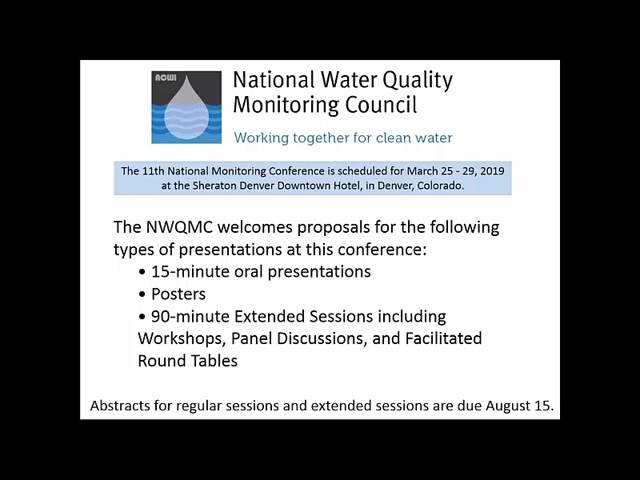 ACWI
National Water Quality
Monitoring Council
Working together for clean water
The 11th National Monitoring Conference is scheduled for March 25 - 29, 2019
at the Sheraton Denver Downtown Hotel, in Denver, Colorado.
The NWQMC welcomes proposals for the following
types of presentations at this conference:
• 15-minute oral presentations
• Posters
• 90-minute Extended Sessions including
Workshops, Panel Discussions, and Facilitated
Round Tables
Abstracts for regular sessions and extended sessions are due August 15.